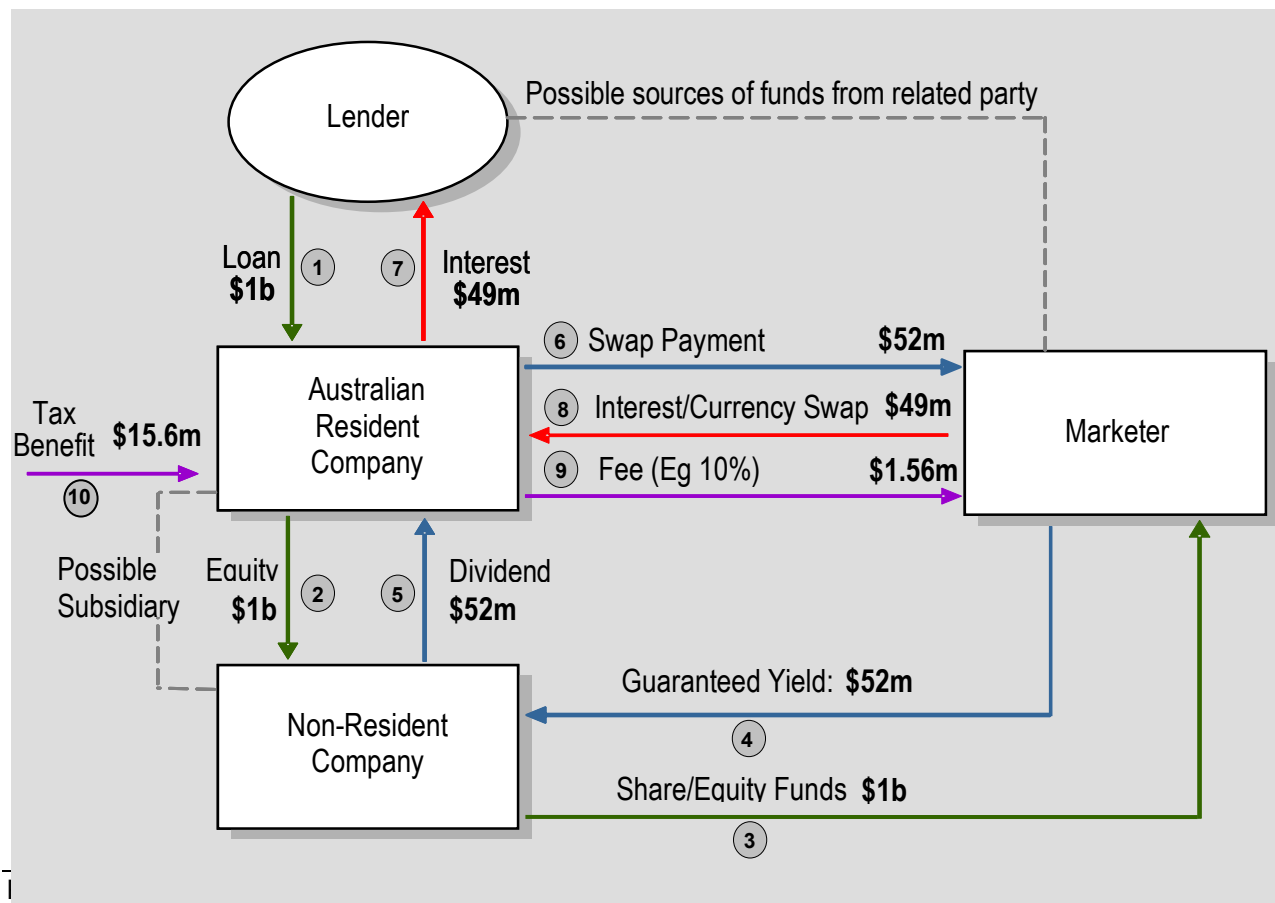 Possible sources of funds from related party
Lender
Loan
$1b
1
7
Interest
$49m
6
Swap Payment
$52m
8
Interest/Currency Swap
$49m
9
Fee (Eg 10%)
$1.56m
Australian
Resident
Company
Marketer
Tax
Benefit
$15.6m
10
Possible
Subsidiary
Equity
$1b
2
5
Dividend
$52m
Guaranteed Yield: $52m
4
Non-Resident
Company
Share/Equity Funds $1b
3